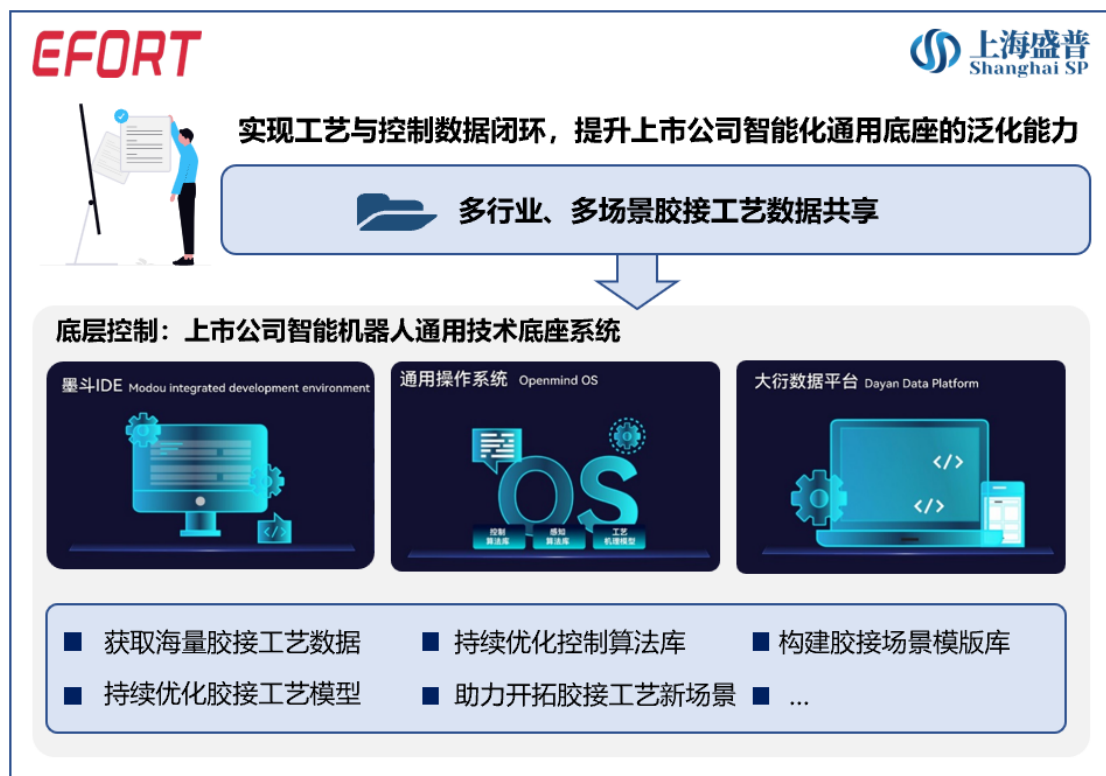 EFORT
上海盛普
Shanghai SP
实现工艺与控制数据闭环，提升上市公司智能化通用底座的泛化能力
多行业、多场景胶接工艺数据共享
底层控制：上市公司智能机器人通用技术底座系统
墨斗IDE Modou integrated development environment
通用操作系统 Openmind OS
大衍数据平台 Dayan Data Platform
</>
OS
控制
算法库
感知
算法库
工艺
机理模型
</>
</>
获取海量胶接工艺数据
持续优化控制算法库
构建胶接场景模版库
持续优化胶接工艺模型
助力开拓胶接工艺新场景
...